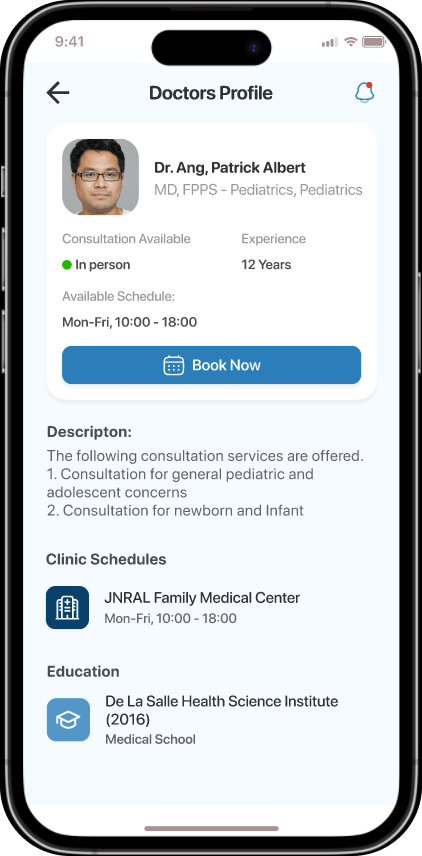 9:41
Doctors Profile
Dr. Ang, Patrick Albert
MD, FPPS - Pediatrics, Pediatrics
Consultation Available
Experience
In person
12 Years
Available Schedule:
Mon-Fri, 10:00 - 18:00
Book Now
Descripton:
The following consultation services are offered.
1. Consultation for general pediatric and
adolescent concerns
2. Consultation for newborn and Infant
Clinic Schedules
JNRAL Family Medical Center
Mon-Fri, 10:00 - 18:00
Education
De La Salle Health Science Institute
(2016)
Medical School